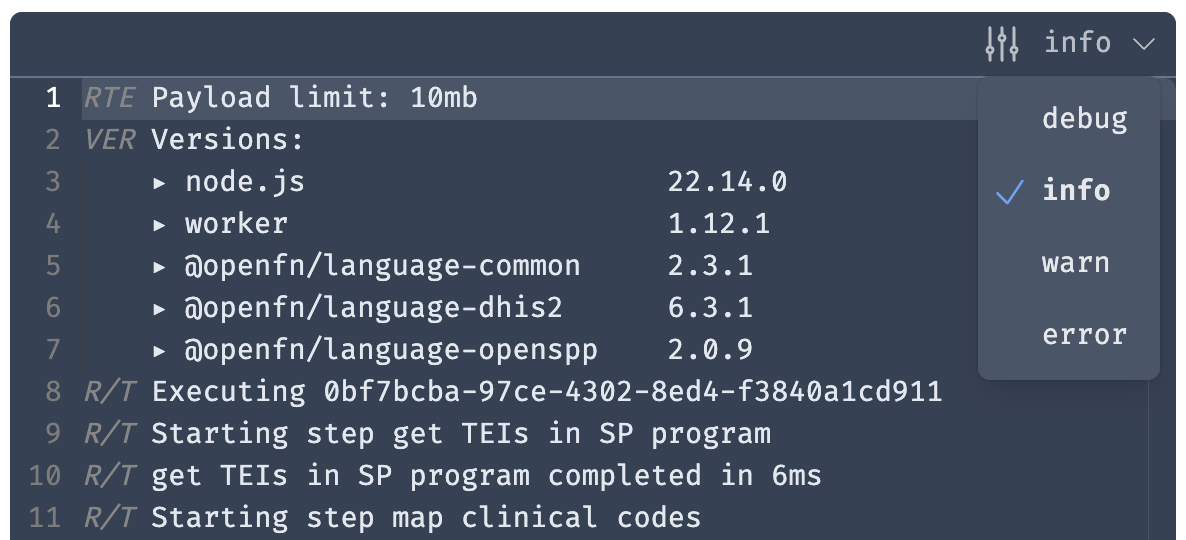 info
debug
info
warn
error
1 RTE Payload limit: 10mb
2 VER Versions:
3 ▸ node.js 22.14.0
4 ▸ worker 1.12.1
5 ▸ @openfn/language-common 2.3.1
6 ▸ @openfn/language-dhis2 6.3.1
7 ▸ @openfn/language-openspp 2.0.9
8 R/T Executing 0bf7bcba-97ce-4302-8ed4-f3840a1cd911
9 R/T Starting step get TEIs in SP program
10 R/T get TEIs in SP program completed in 6ms
11 R/T Starting step map clinical codes